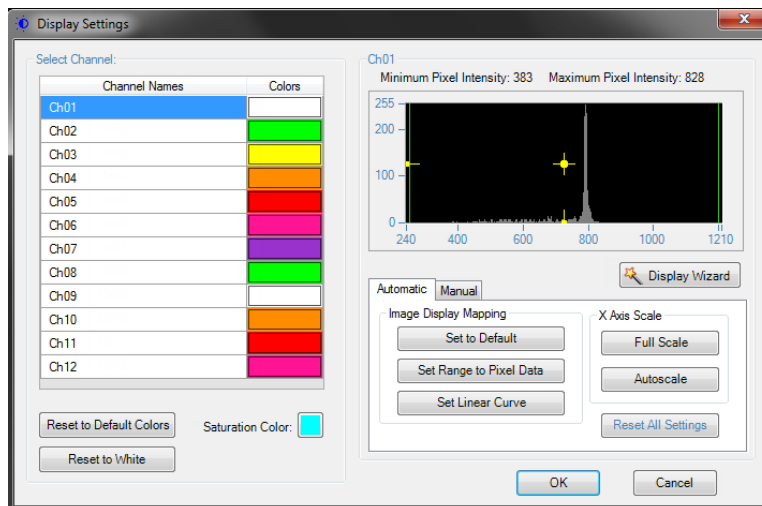 Display Settings
Select Channel:
Channel Names Colors
Ch01
Ch02
Ch03
Ch04
Ch05
Ch06
Ch07
Ch08
Ch09
Ch10
Ch11
Ch12
Reset to Default Colors
Saturation Color:
Reset to White
Ch01
Minimum Pixel Intensity: 383 Maximum Pixel Intensity: 828
255
200
100
0
240 400 600 800 1000 1210
Display Wizard
Automatic Manual
Image Display Mapping
Set to Default
Set Range to Pixel Data
Set Linear Curve
X Axis Scale
Full Scale
Autoscale
Reset All Settings
OK Cancel